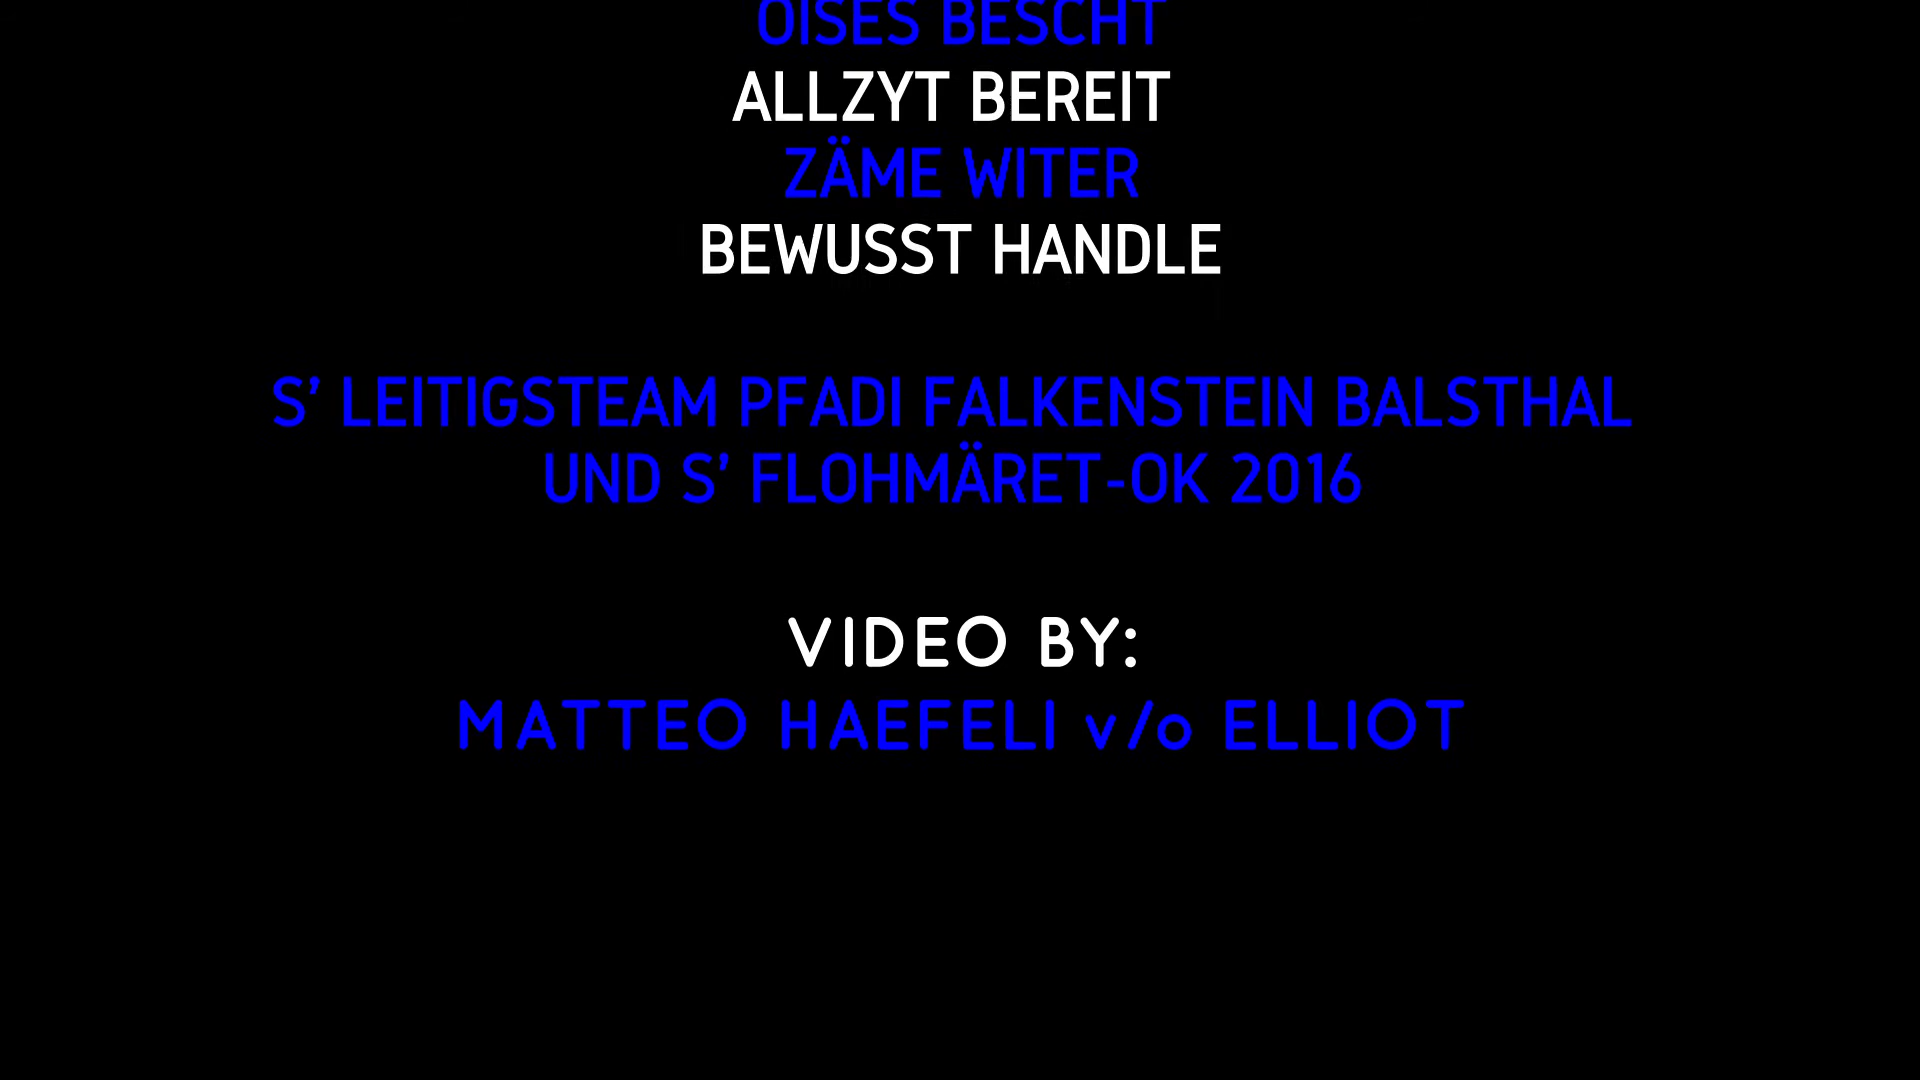 OISES BESCHT
ALLZYT BEREIT
ZÄME WITER
BEWUSST HANDLE
S’ LEITIGSTEAM PFADI FALKENSTEIN BALSTHAL
UND S’ FLOHMÄRET-OK 2016
VIDEO BY:
MATTEO HAEFELI v/o ELLIOT